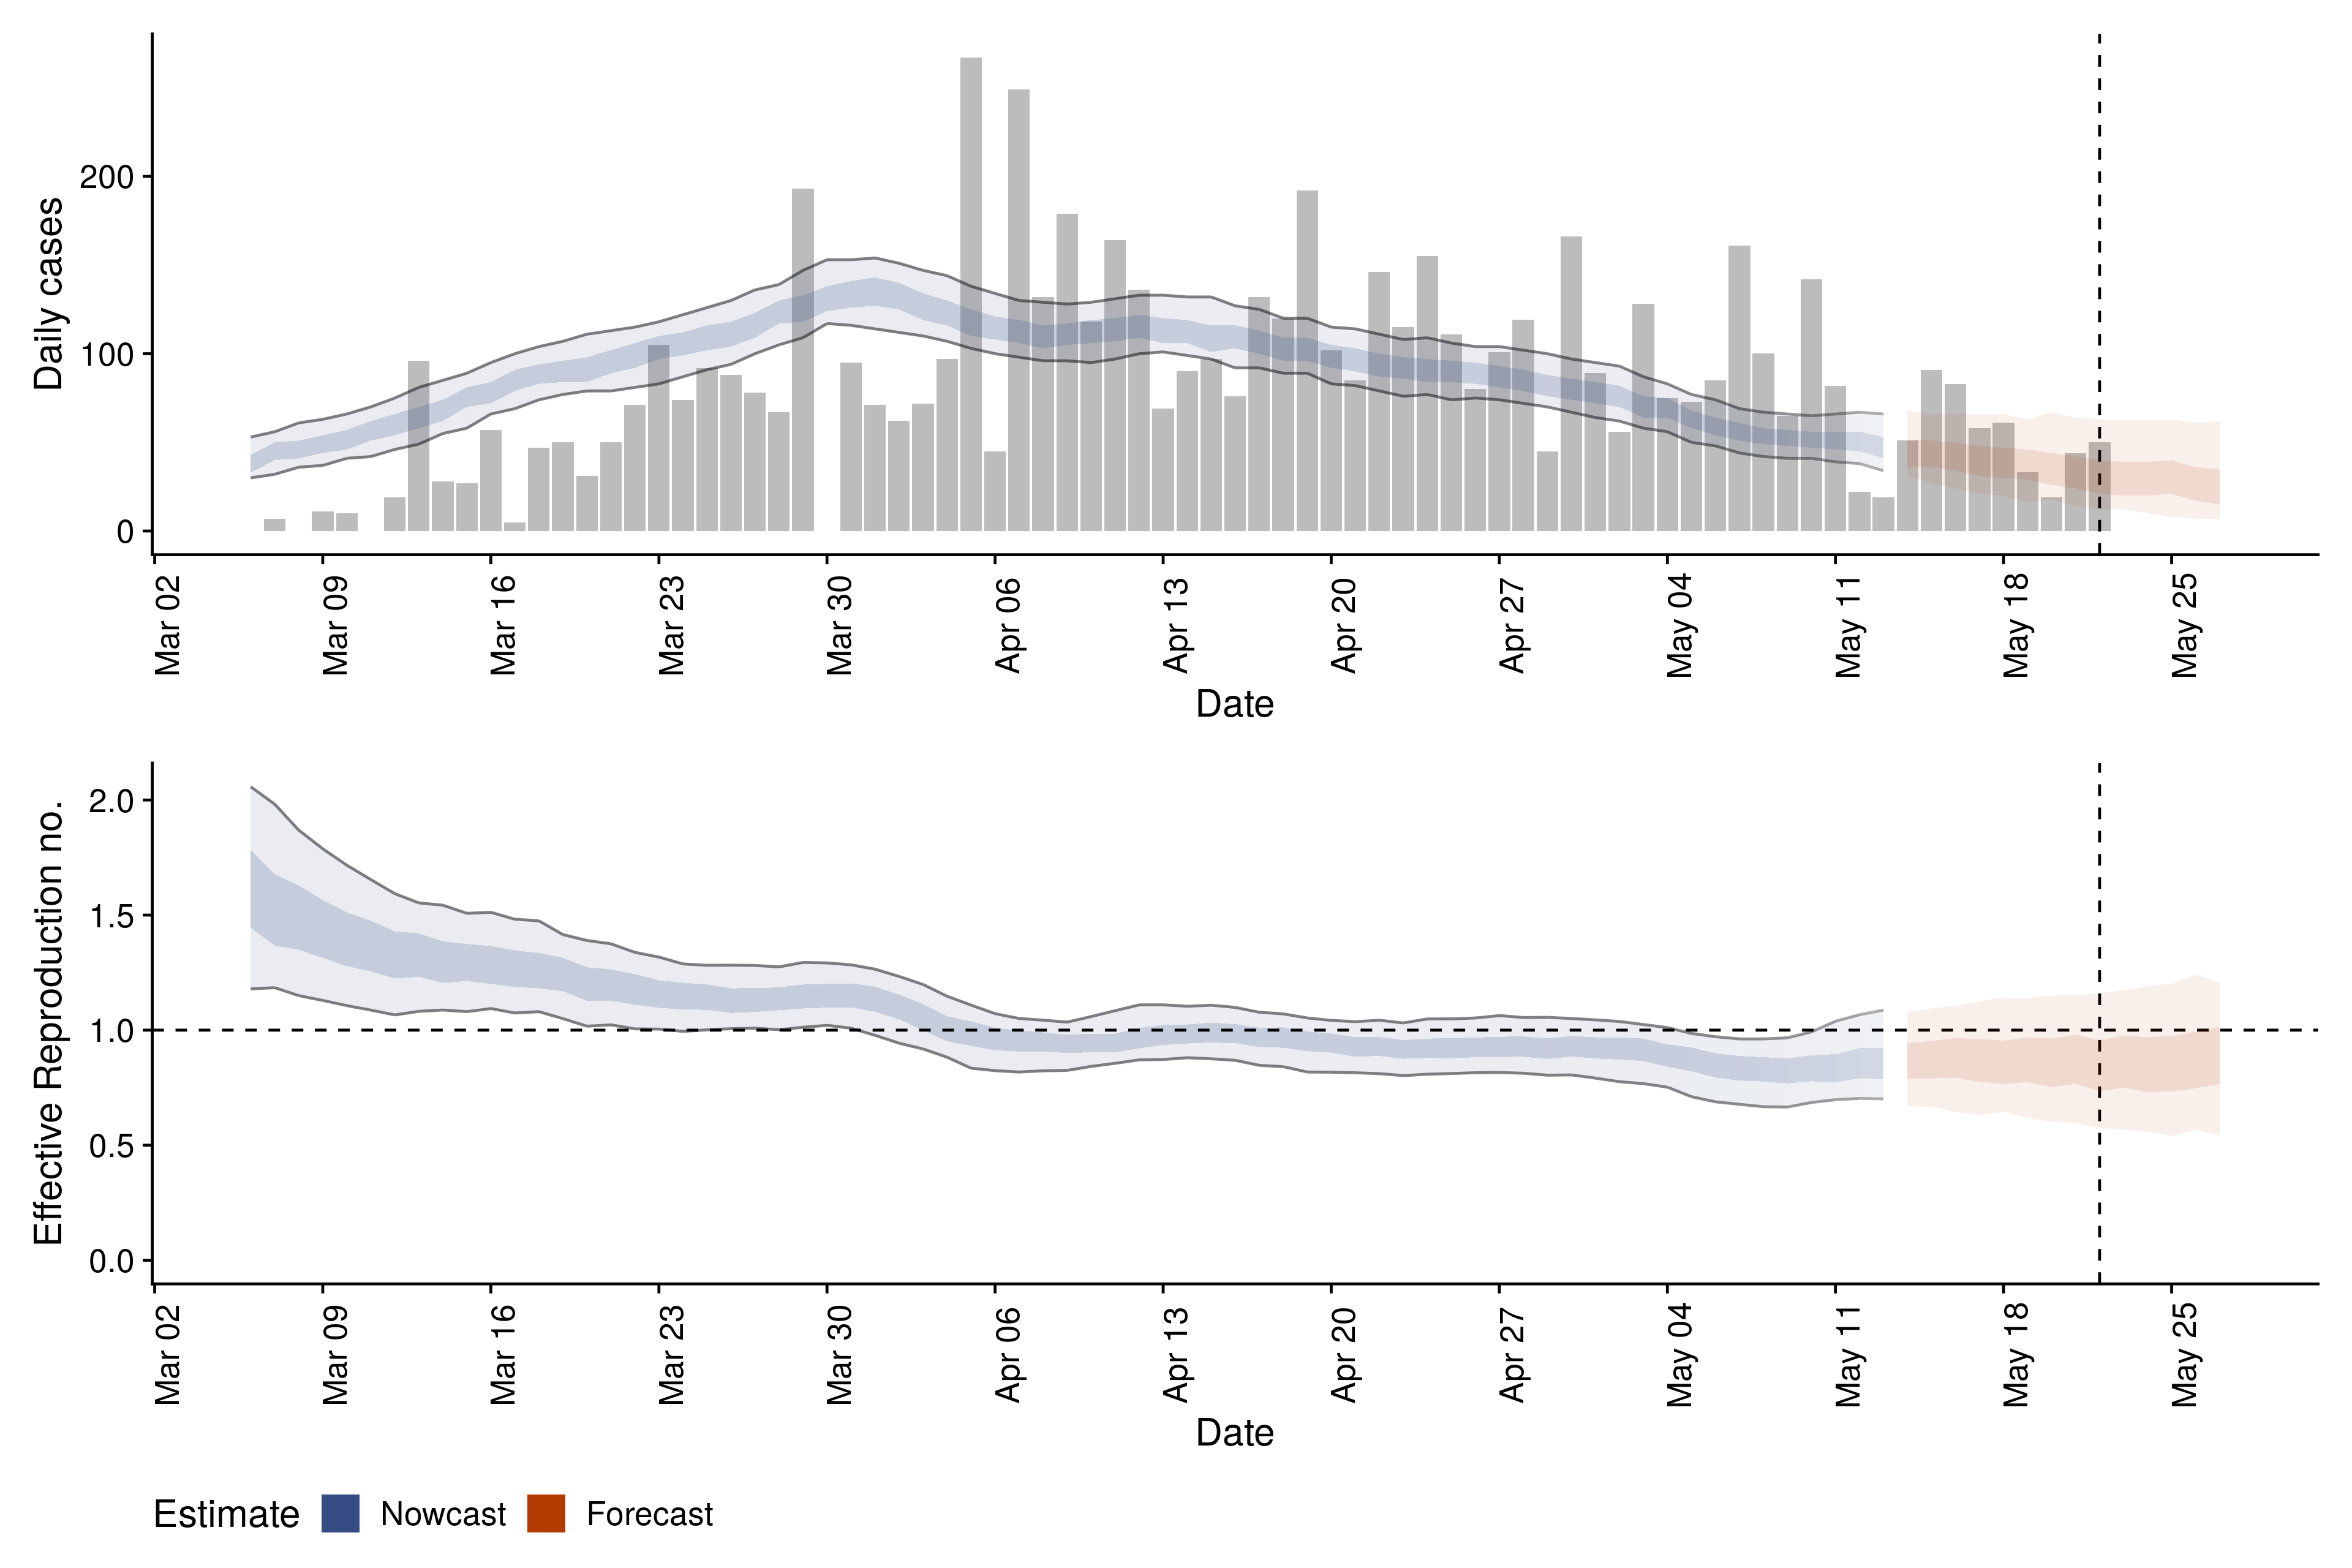 Daily cases
200
100
0
Mar 02
Mar 09
Mar 16
Mar 23
Mar 30
Apr 06
Apr 13
Apr 20
Apr 27
May 04
May 11
May 18
May 25
Date
Effective Reproduction no.
2.0
1.5
1.0
0.5
0.0
Mar 02
Mar 09
Mar 16
Mar 23
Mar 30
Apr 06
Apr 13
Apr 20
Apr 27
May 04
May 11
May 18
May 25
Date
Estimate Nowcast Forecast